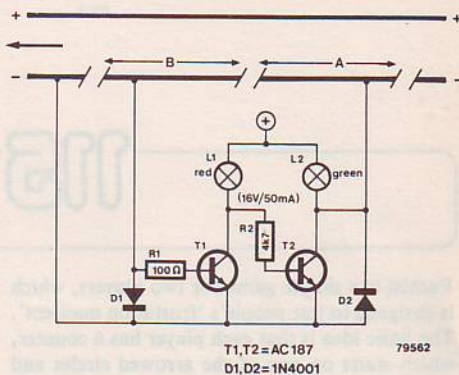 + +
B A
− −
+
L1 L2
red green
(16V/50mA)
R2
4k7
R1 T1 T2
100 Ω
D1 D2
T1,T2 = AC187 79562
D1,D2 = 1N4001